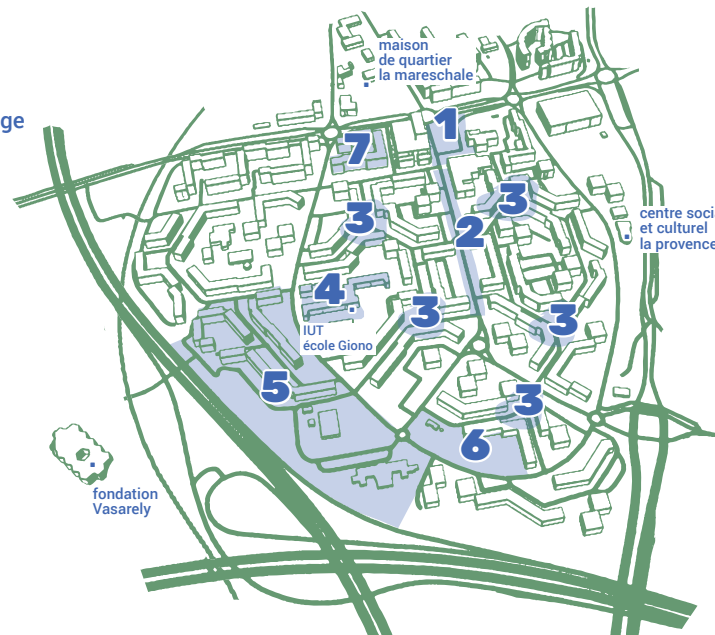 maison
de quartier
la mareschale
ge
1
7
3
3
2
centre soci
et culturel
la provence
4
3
3
IUT
école Giono
5
3
6
fondation
Vasarely